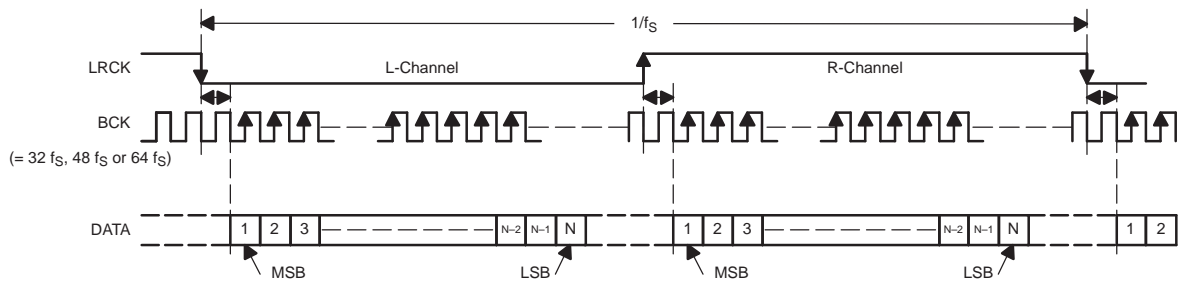 1/fS
LRCK
L-Channel
R-Channel
BCK
(= 32 fS, 48 fS or 64 fS)
DATA
1 2 3 N–2 N–1 N 1 2 3 N–2 N–1 N 1 2
MSB LSB MSB LSB